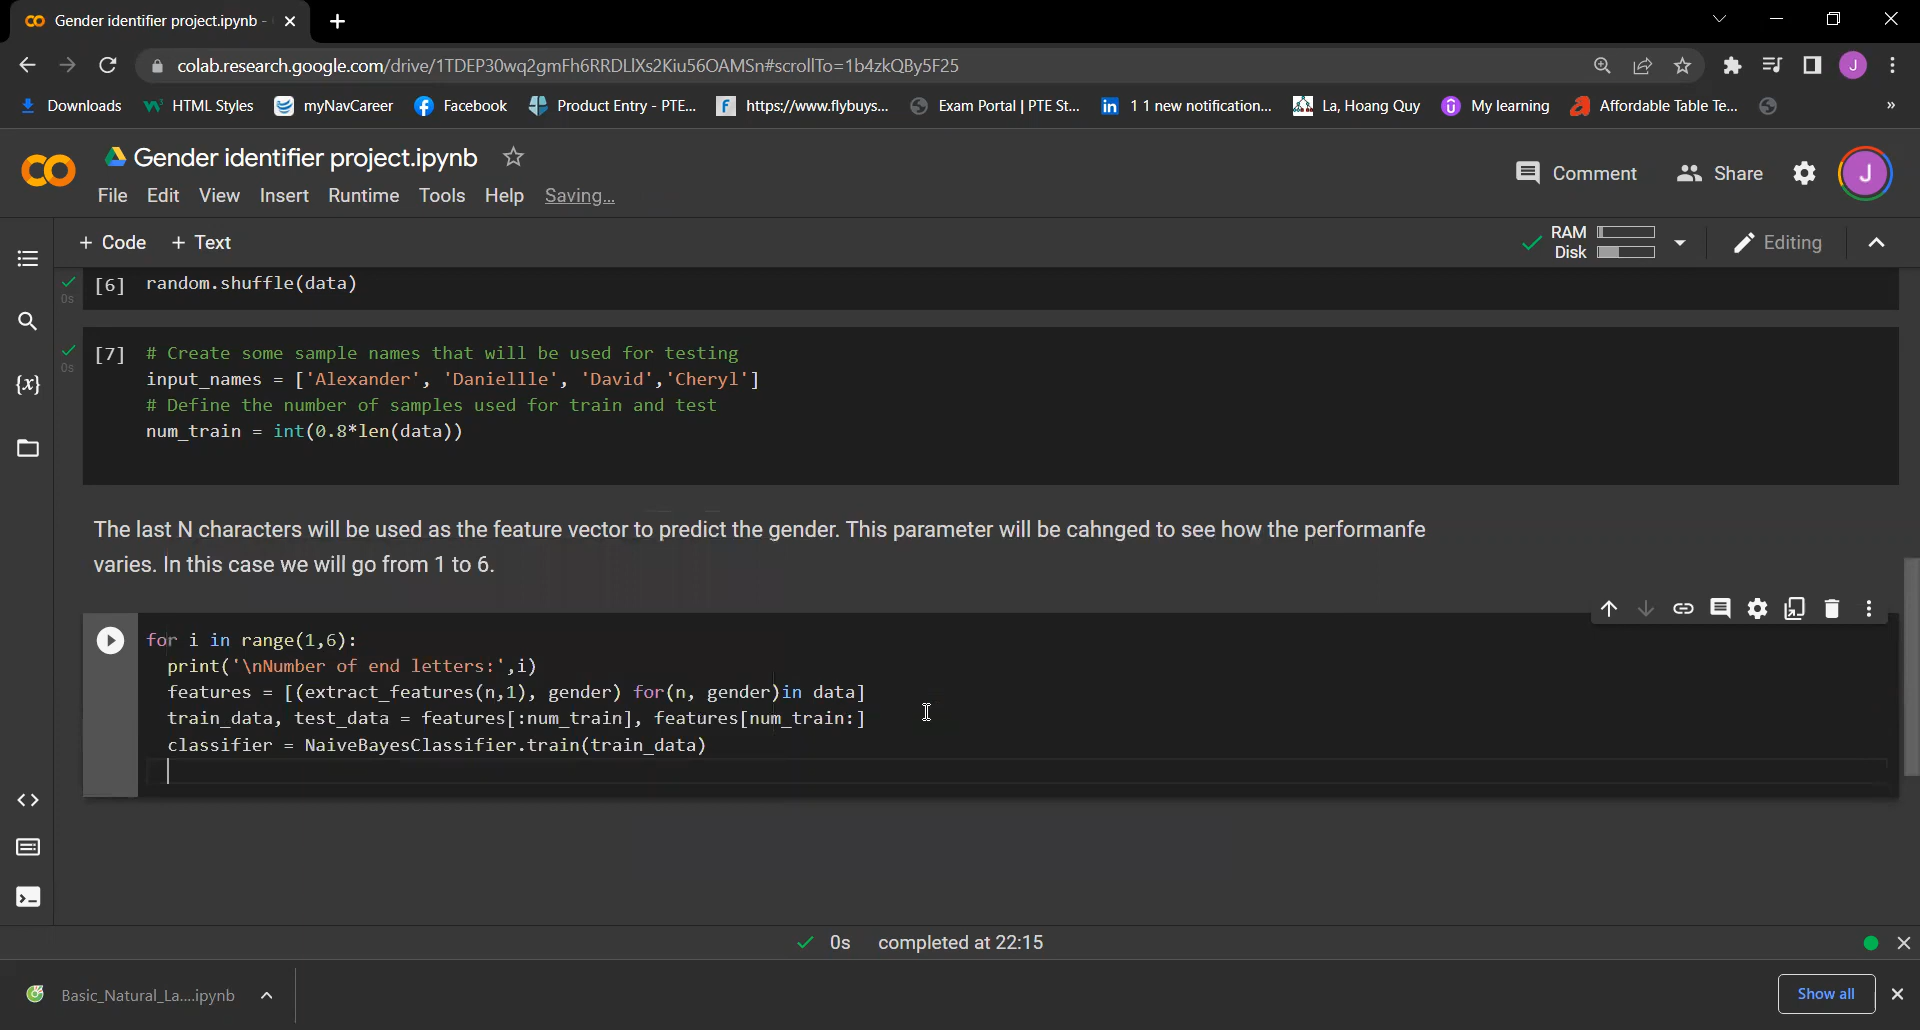 Gender identifier project.ipynb -
colab.research.google.com/drive/1TDEP30wq2gmFh6RRDLlXs2Kiu56OAMSn#scrollTo=1b4zkQBy5F25
J
Downloads
HTML Styles
myNavCareer
Facebook
Product Entry - PTE...
https://www.flybuys...
Exam Portal | PTE St...
1 1 new notification...
La, Hoang Quy
My learning
Affordable Table Te...
»
Gender identifier project.ipynb
Comment
Share
J
File Edit View Insert Runtime Tools Help Saving...
+ Code + Text
RAM
Disk
Editing
0s
[6] random.shuffle(data)
0s
[7] # Create some sample names that will be used for testing
input_names = ['Alexander', 'Daniellle', 'David','Cheryl']
# Define the number of samples used for train and test
num_train = int(0.8*len(data))
{x}
The last N characters will be used as the feature vector to predict the gender. This parameter will be cahnged to see how the performanfe
varies. In this case we will go from 1 to 6.
for i in range(1,6):
print('\nNumber of end letters:',i)
features = [(extract_features(n,1), gender) for(n, gender)in data]
train_data, test_data = features[:num_train], features[num_train:]
classifier = NaiveBayesClassifier.train(train_data)
0s completed at 22:15
Basic_Natural_La....ipynb
Show all